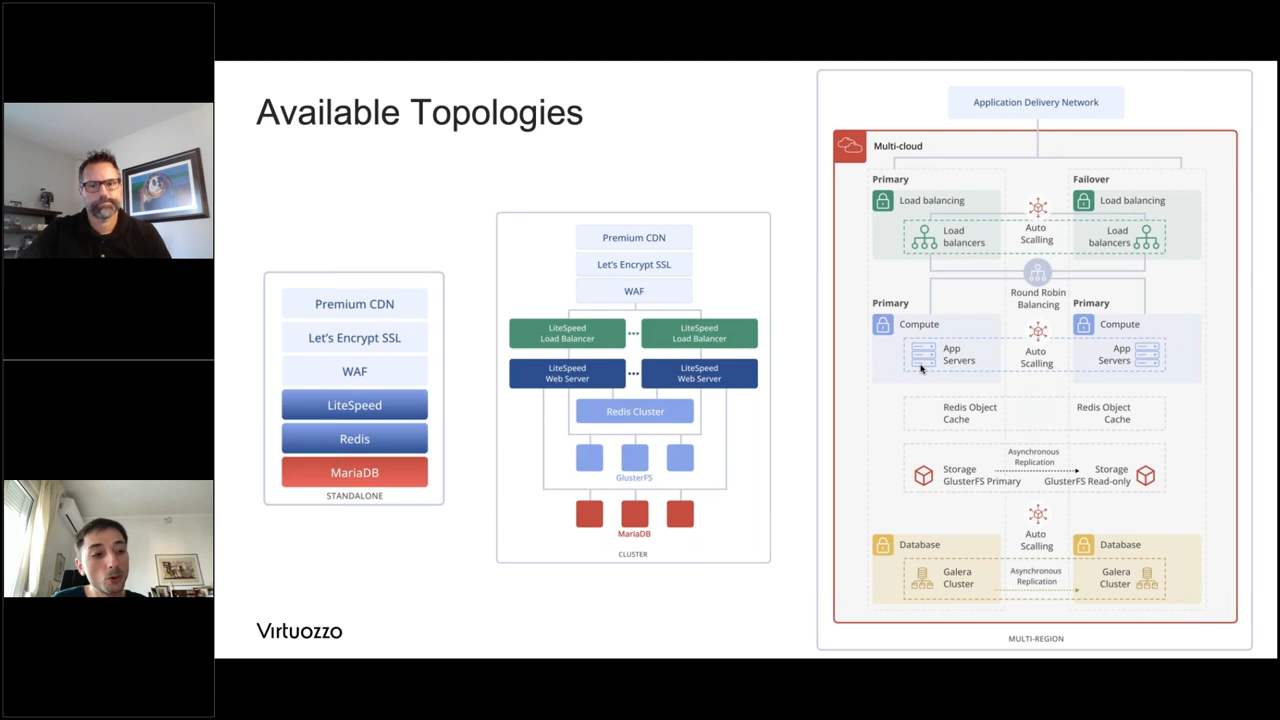 Available Topologies
Premium CDN
Let's Encrypt SSL
WAF
LiteSpeed
Redis
MariaDB
STANDALONE
Premium CDN
Let's Encrypt SSL
WAF
LiteSpeed
Load Balancer
LiteSpeed
Load Balancer
LiteSpeed
Web Server
LiteSpeed
Web Server
Redis Cluster
GlusterFS
MariaDB
CLUSTER
Application Delivery Network
Multi-cloud
Primary
Failover
Load balancing
Load balancing
Load
balancers
Auto
Scalling
Load
balancers
Round Robin
Balancing
Primary
Primary
Compute
Compute
App
Servers
Auto
Scalling
App
Servers
Redis Object
Cache
Redis Object
Cache
Asynchronous
Replication
Storage
GlusterFS Primary
Storage
GlusterFS Read-only
Auto
Scalling
Database
Database
Galera
Cluster
Asynchronous
Replication
Galera
Cluster
MULTI-REGION
Virtuozzo